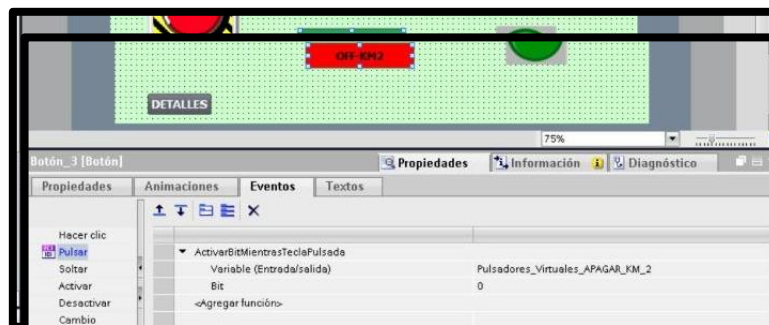 OFF-KM2
DETALLES
75%
Botón_3 [Botón]
Propiedades
Información
Diagnóstico
Propiedades
Animaciones
Eventos
Textos
Hacer clic
Pulsar
ActivarBitMientrasTeclaPulsada
Soltar
Variable (Entrada/salida)
Pulsadores_Virtuales_APAGAR_KM_2
Activar
Bit
0
Desactivar
<Agregar función>
Cambio